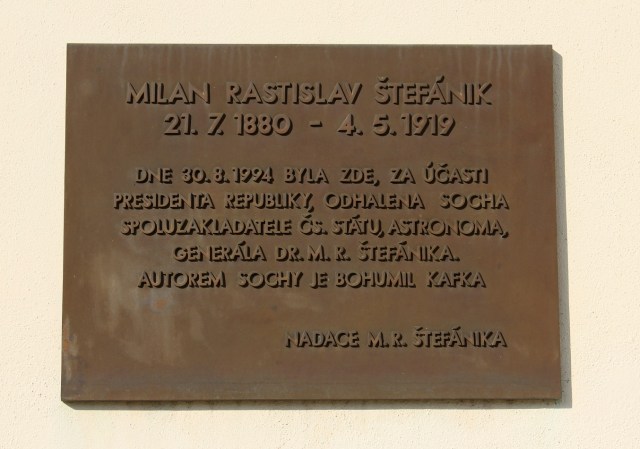 MILAN RASTISLAV ŠTEFÁNIK
21. 7. 1880 - 4. 5. 1919
DNE 30. 8. 1994 BYLA ZDE, ZA ÚČASTI
PRESIDENTA REPUBLIKY, ODHALENA SOCHA
SPOLUZAKLADATELE ČS. STÁTU, ASTRONOMA,
GENERÁLA DR. M. R. ŠTEFÁNIKA.
AUTOREM SOCHY JE BOHUMIL KAFKA
NADACE M. R. ŠTEFÁNIKA